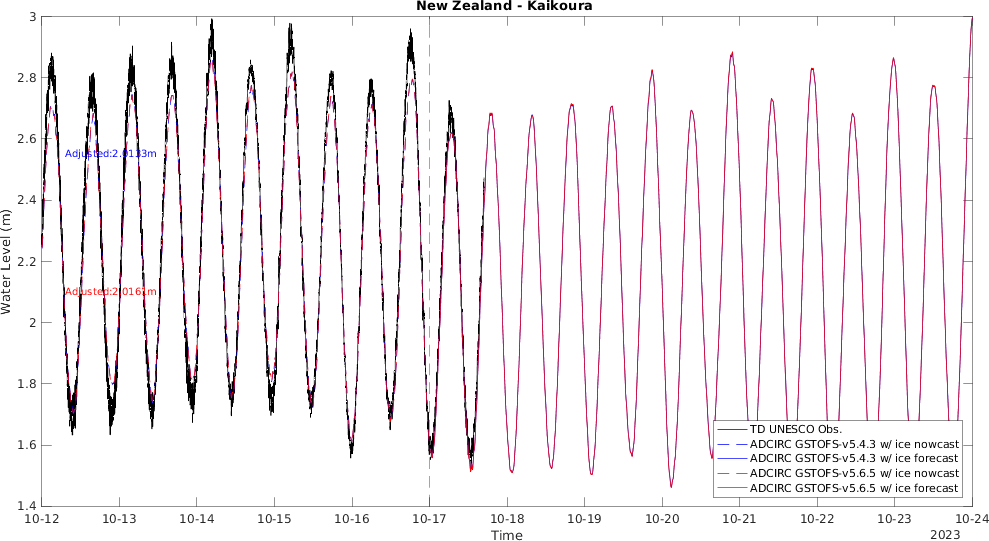 New Zealand - Kaikoura
3
2.8
2.6
2.4
2.2
2
1.8
1.6
1.4
Water Level (m)
Adjusted:2.0133m
Adjusted:2.0167m
TD UNESCO Obs.
ADCIRC GSTOFS-v5.4.3 w/ ice nowcast
ADCIRC GSTOFS-v5.4.3 w/ ice forecast
ADCIRC GSTOFS-v5.6.5 w/ ice nowcast
ADCIRC GSTOFS-v5.6.5 w/ ice forecast
10-12 10-13 10-14 10-15 10-16 10-17 10-18 10-19 10-20 10-21 10-22 10-23 10-24
Time
2023